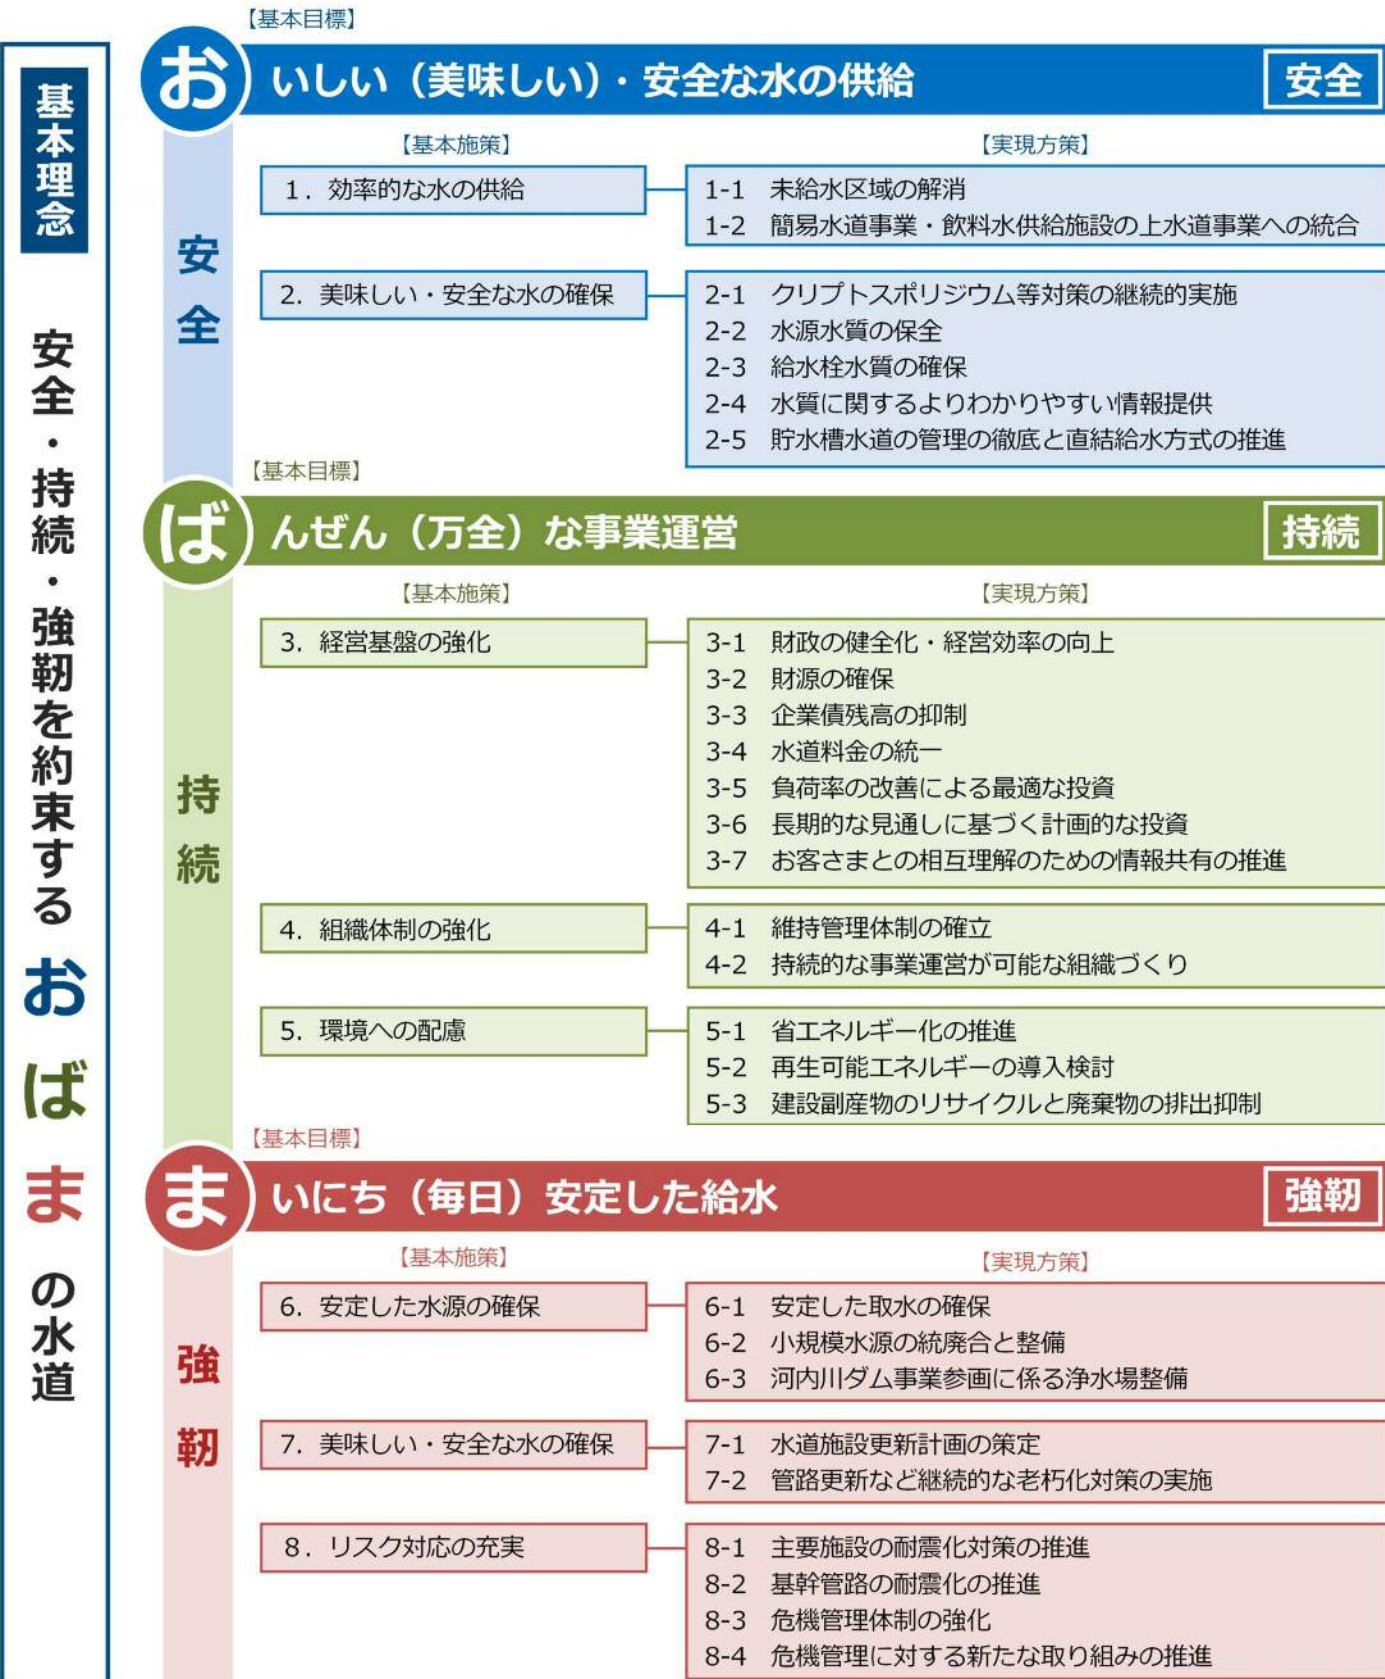 基本理念
安全・持続・強靭を約束する おばま の水道
【基本目標】
おいしい（美味しい）・安全な水の供給
安全
安全
【基本施策】
【実現方策】
1．効率的な水の供給
1-1 未給水区域の解消
1-2 簡易水道事業・飲料水供給施設の上水道事業への統合
2．美味しい・安全な水の確保
2-1 クリプトスポリジウム等対策の継続的実施
2-2 水源水質の保全
2-3 給水栓水質の確保
2-4 水質に関するよりわかりやすい情報提供
2-5 貯水槽水道の管理の徹底と直結給水方式の推進
【基本目標】
ばんぜん（万全）な事業運営
持続
持続
【基本施策】
【実現方策】
3．経営基盤の強化
3-1 財政の健全化・経営効率の向上
3-2 財源の確保
3-3 企業債残高の抑制
3-4 水道料金の統一
3-5 負荷率の改善による最適な投資
3-6 長期的な見通しに基づく計画的な投資
3-7 お客さまとの相互理解のための情報共有の推進
4．組織体制の強化
4-1 維持管理体制の確立
4-2 持続的な事業運営が可能な組織づくり
5．環境への配慮
5-1 省エネルギー化の推進
5-2 再生可能エネルギーの導入検討
5-3 建設副産物のリサイクルと廃棄物の排出抑制
【基本目標】
まいにち（毎日）安定した給水
強靭
強靭
【基本施策】
【実現方策】
6．安定した水源の確保
6-1 安定した取水の確保
6-2 小規模水源の統廃合と整備
6-3 河内川ダム事業参画に係る浄水場整備
7．美味しい・安全な水の確保
7-1 水道施設更新計画の策定
7-2 管路更新など継続的な老朽化対策の実施
8．リスク対応の充実
8-1 主要施設の耐震化対策の推進
8-2 基幹管路の耐震化の推進
8-3 危機管理体制の強化
8-4 危機管理に対する新たな取り組みの推進